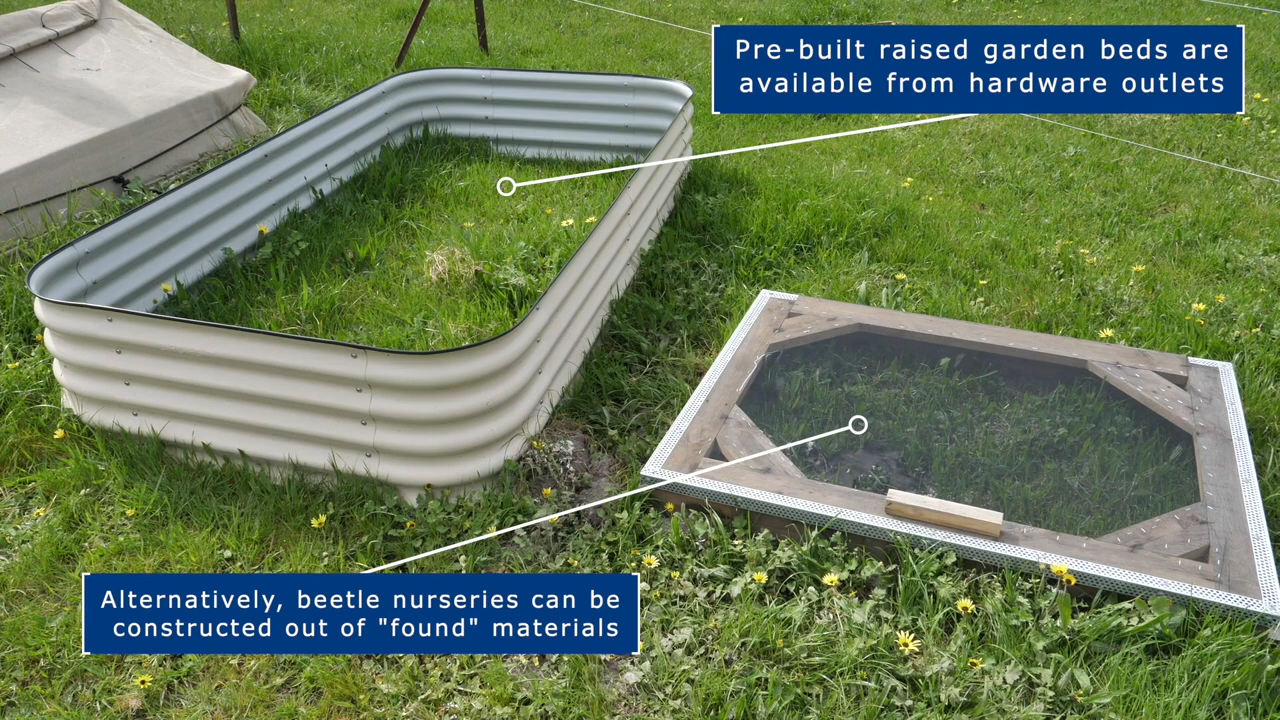 Pre-built raised garden beds are
available from hardware outlets
Alternatively, beetle nurseries can be
constructed out of "found" materials